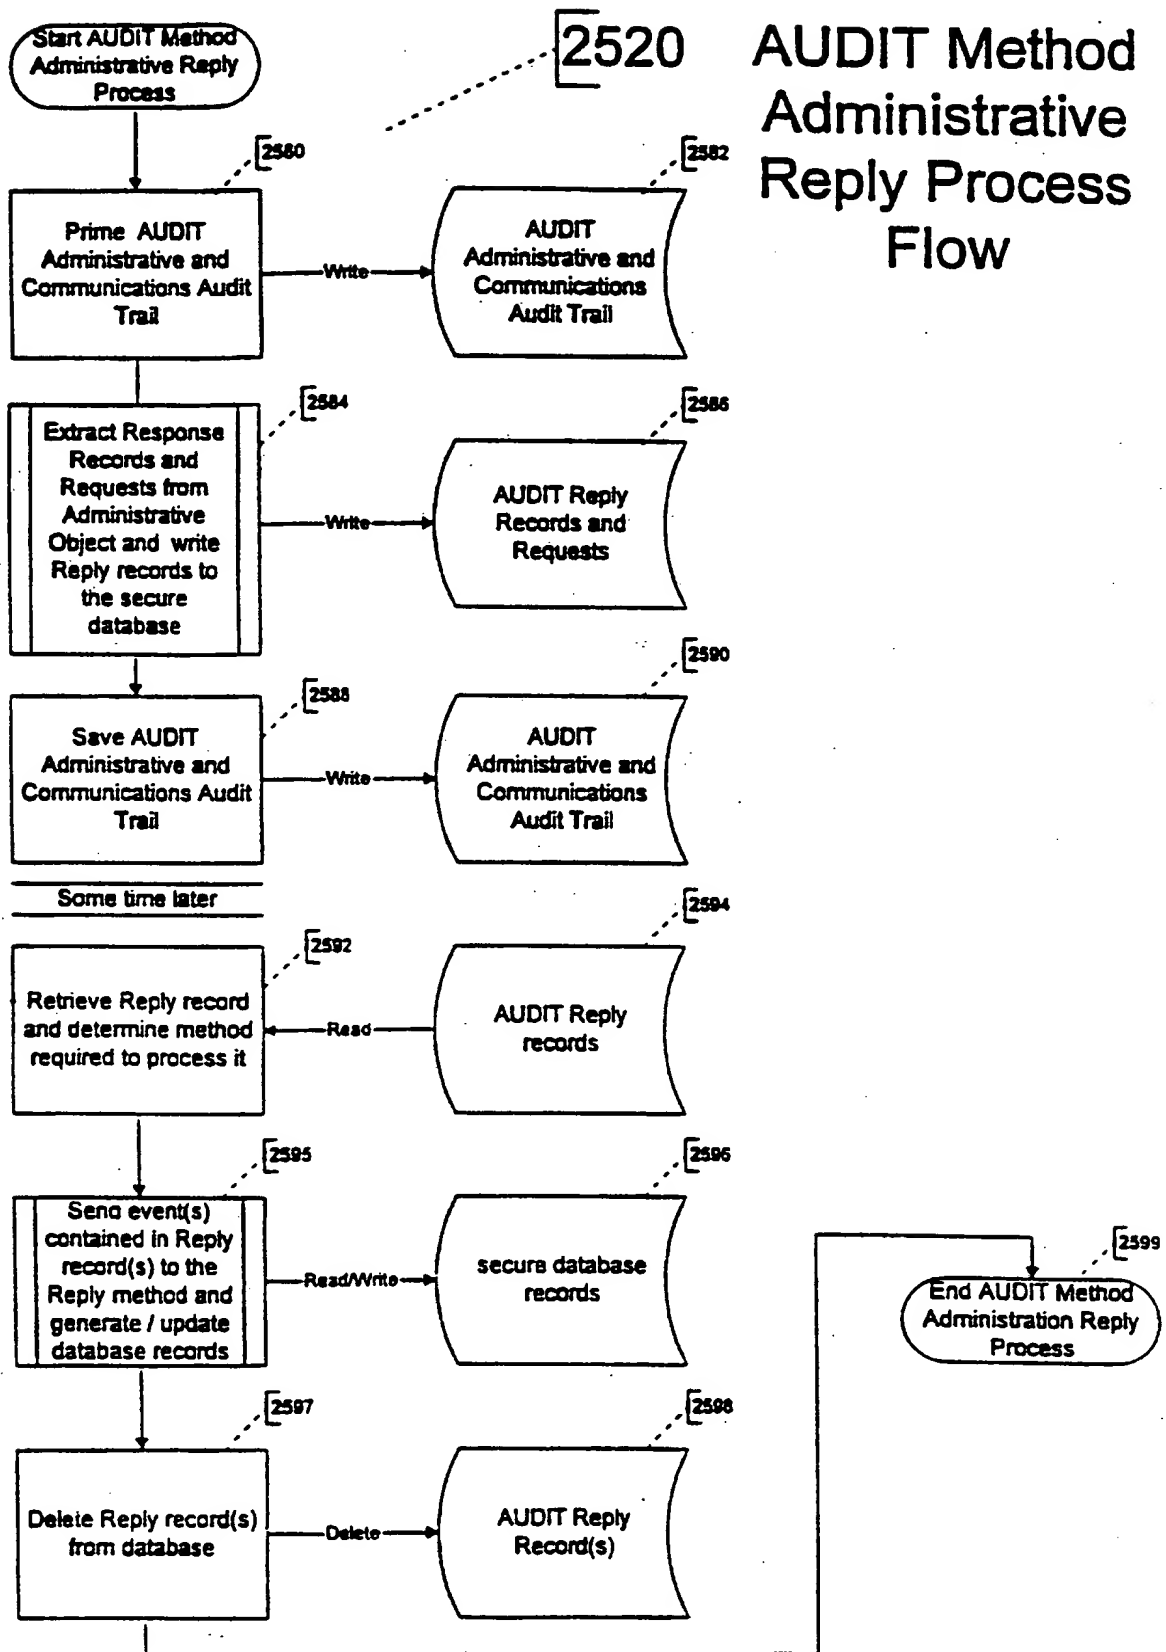 Start AUDIT Method
Administrative Reply
Process
2520
AUDIT Method
Administrative
Reply Process
Flow
2580
Prime AUDIT
Administrative and
Communications Audit
Trail
Write
2582
AUDIT
Administrative and
Communications
Audit Trail
2584
Extract Response
Records and
Requests from
Administrative
Object and write
Reply records to
the secure
database
Write
2586
AUDIT Reply
Records and
Requests
2588
Save AUDIT
Administrative and
Communications Audit
Trail
Write
2590
AUDIT
Administrative and
Communications
Audit Trail
Some time later
2592
Retrieve Reply record
and determine method
required to process it
Read
2594
AUDIT Reply
records
2595
Send event(s)
contained in Reply
record(s) to the
Reply method and
generate / update
database records
Read/Write
2596
secure database
records
2599
End AUDIT Method
Administration Reply
Process
2597
Delete Reply record(s)
from database
Delete
2598
AUDIT Reply
Record(s)